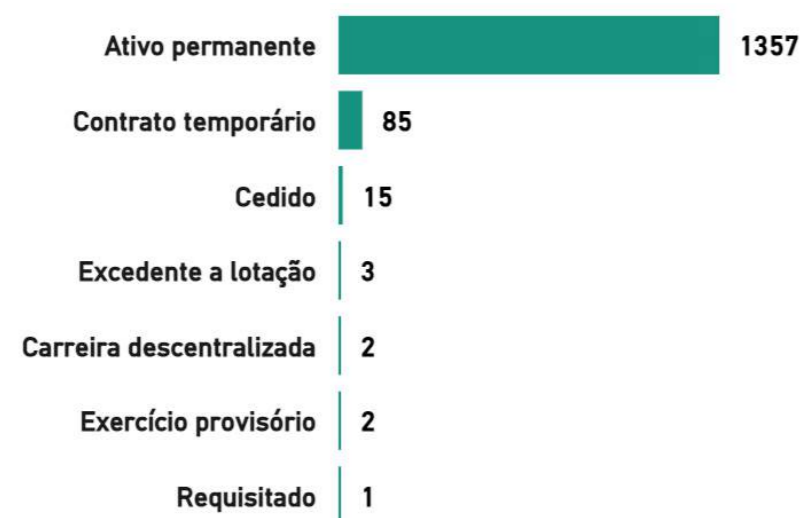 Ativo permanente 1357
Contrato temporário 85
Cedido 15
Excedente a lotação 3
Carreira descentralizada 2
Exercício provisório 2
Requisitado 1